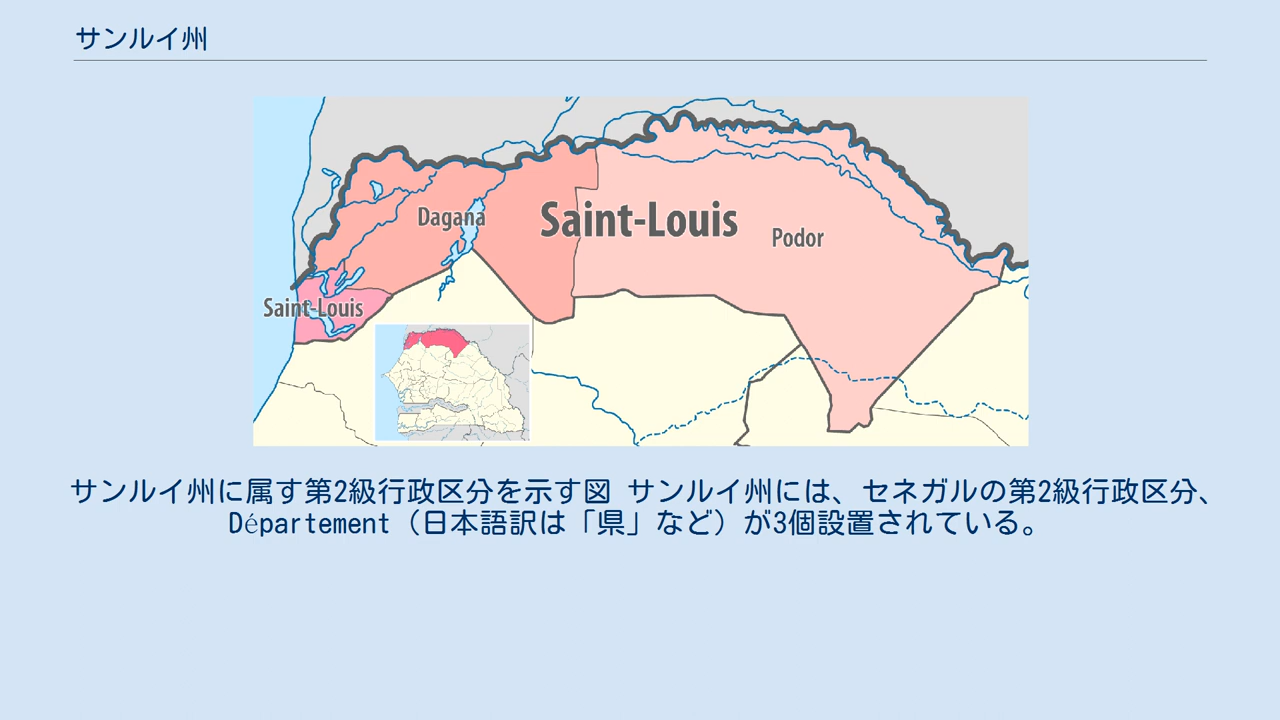 サンルイ州
Dagana
Saint-Louis
Podor
Saint-Louis
サンルイ州に属す第2級行政区分を示す図 サンルイ州には、セネガルの第2級行政区分、
Département（日本語訳は「県」など）が3個設置されている。